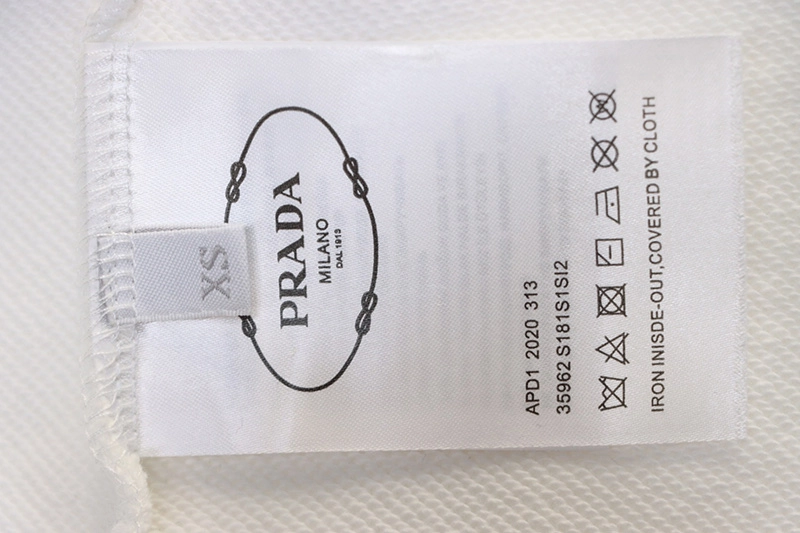 XS
PRADA
MILANO
DAL 1913
APD1 2020 313
35962 S181S1SI2
IRON INISDE-OUT,COVERED BY CLOTH